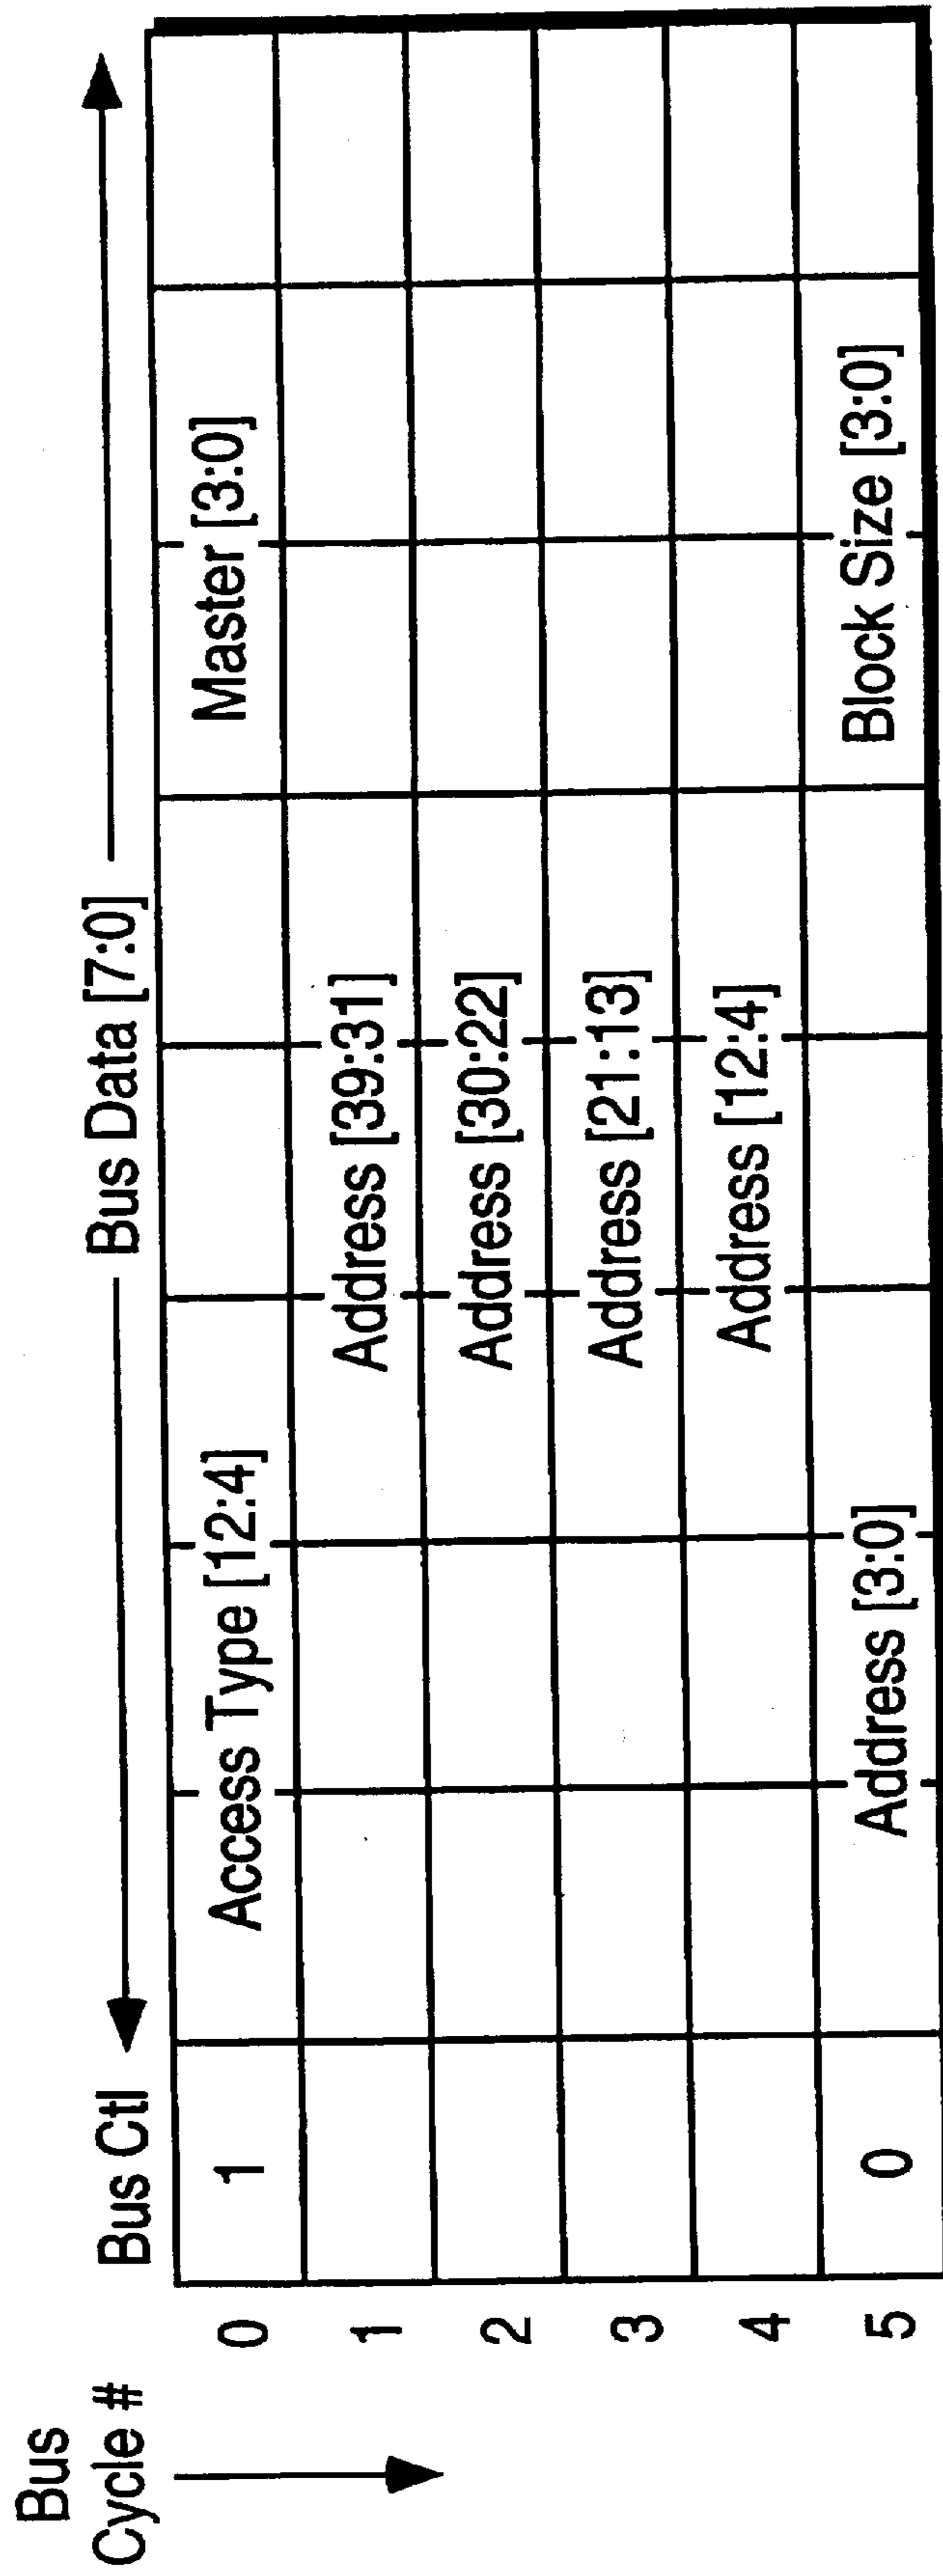 Bus
Cycle #
Bus Ctl
Bus Data [7:0]
0
1
Access Type [12:4]
Master [3:0]
1
Address [39:31]
2
Address [30:22]
3
Address [21:13]
4
Address [12:4]
5
0
Address [3:0]
Block Size [3:0]